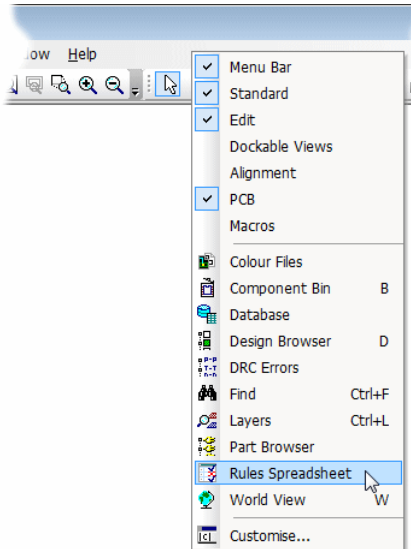 Help
Menu Bar
Standard
Edit
Dockable Views
Alignment
PCB
Macros
Colour Files
Component Bin B
Database
Design Browser D
DRC Errors
Find Ctrl+F
Layers Ctrl+L
Part Browser
Rules Spreadsheet
World View W
Customise...